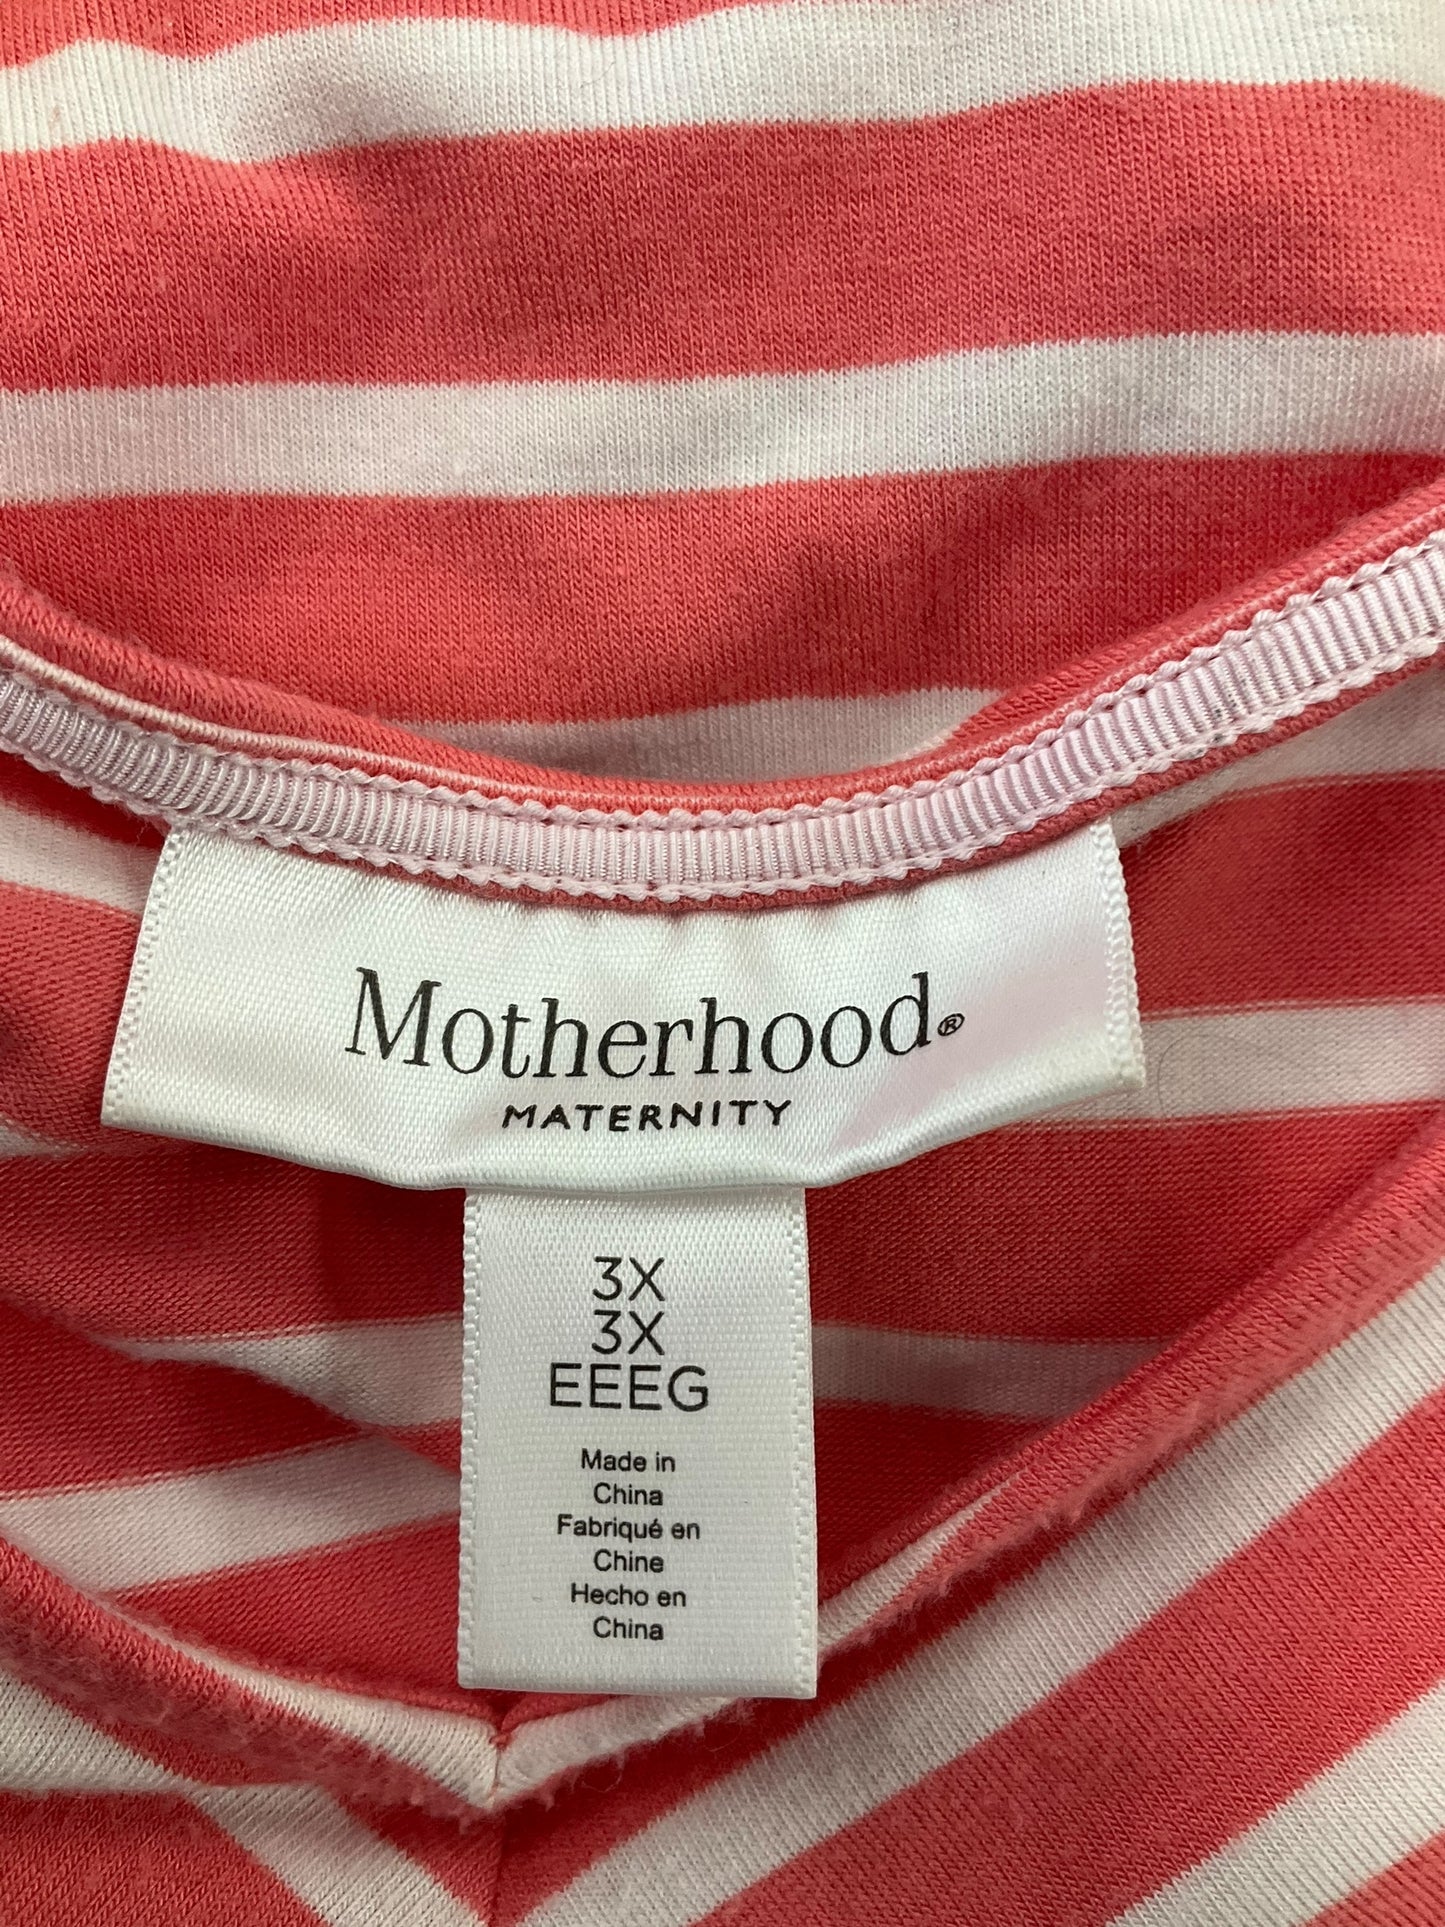 Motherhood®
MATERNITY
3X
3X
EEEG
Made in
China
Fabriqué en
Chine
Hecho en
China